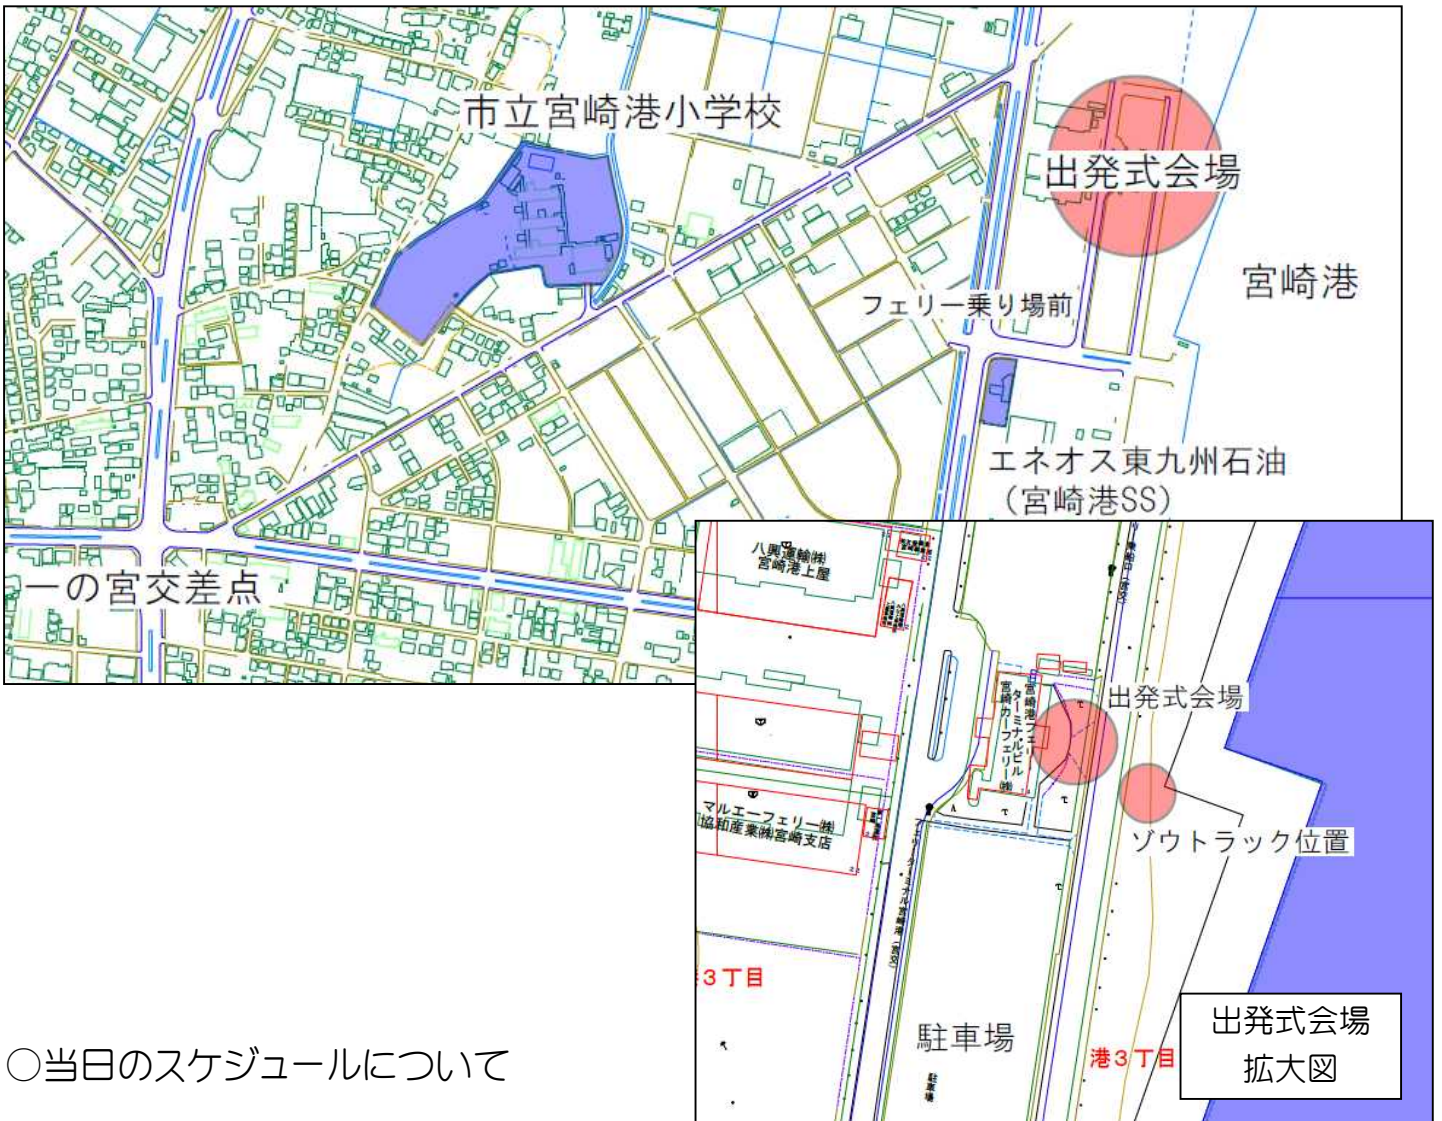 市立宮崎港小学校
出発式会場
宮崎港
フェリー乗り場前
エネオス東九州石油
（宮崎港SS）
一の宮交差点
八興運輸㈱
宮崎港上屋
出発式会場
宮崎港フェリー
ターミナルビル
宮崎カーフェリー㈱
ゾウトラック位置
マルエーフェリー㈱
協和産業㈱宮崎支店
3丁目
駐車場
駐車場
港3丁目
出発式会場
拡大図
○当日のスケジュールについて